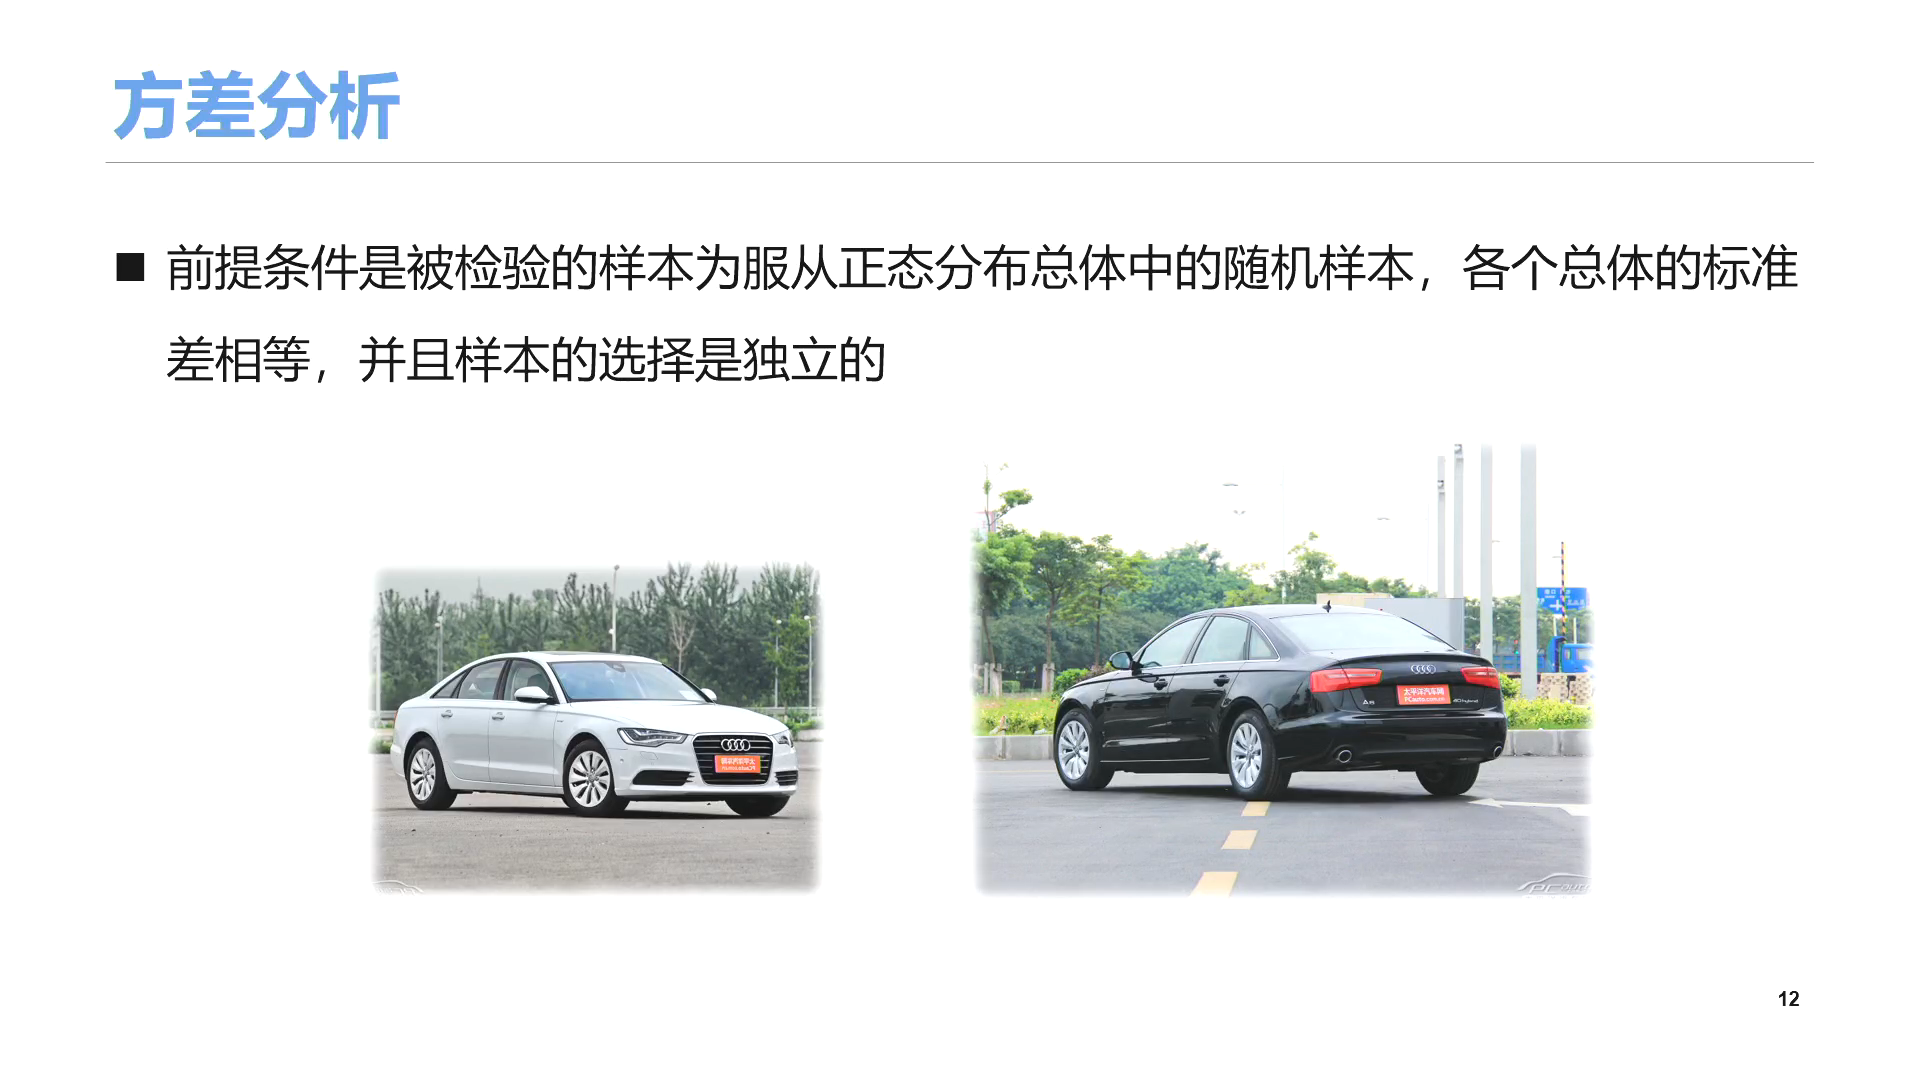 方差分析
■ 前提条件是被检验的样本为服从正态分布总体中的随机样本，各个总体的标准
差相等，并且样本的选择是独立的
太平洋汽车网
PCauto.com.cn
12